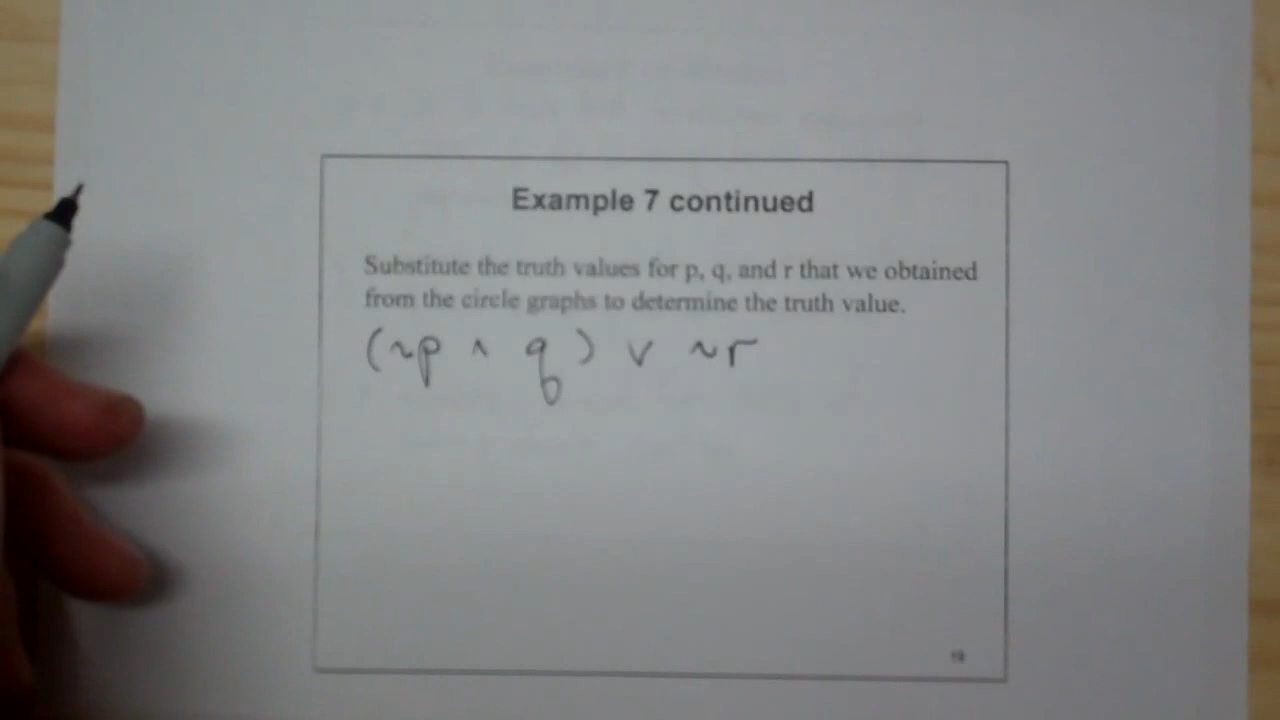 Example 7 continued
Substitute the truth values for p, q, and r that we obtained
from the circle graphs to determine the truth value.
(~p ∧ q) ∨ ~r